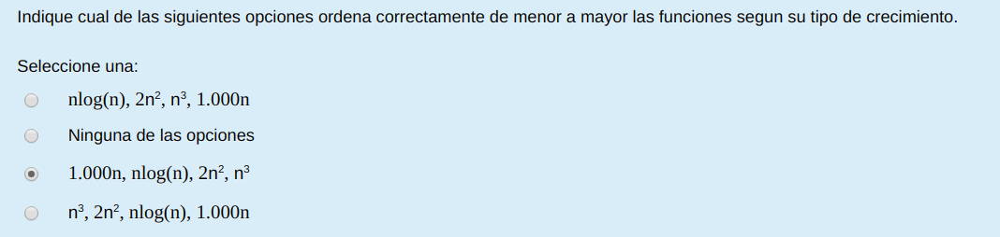 Indique cual de las siguientes opciones ordena correctamente de menor a mayor las funciones segun su tipo de crecimiento.
Seleccione una:
nlog(n), 2n², n³, 1.000n
Ninguna de las opciones
1.000n, nlog(n), 2n², n³
n³, 2n², nlog(n), 1.000n